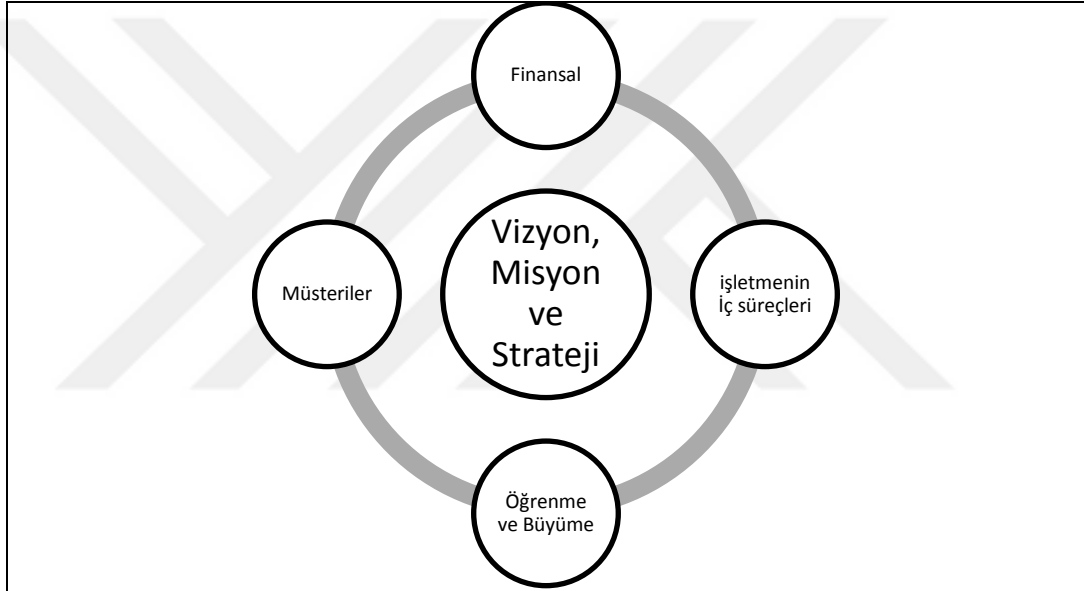 Finansal
Vizyon,
Misyon
ve
Strateji
Müsteriler
işletmenin
İç süreçleri
Öğrenme
ve Büyüme